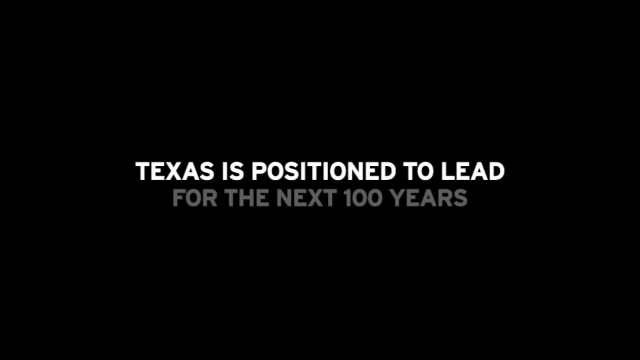 TEXAS IS POSITIONED TO LEAD
FOR THE NEXT 100 YEARS